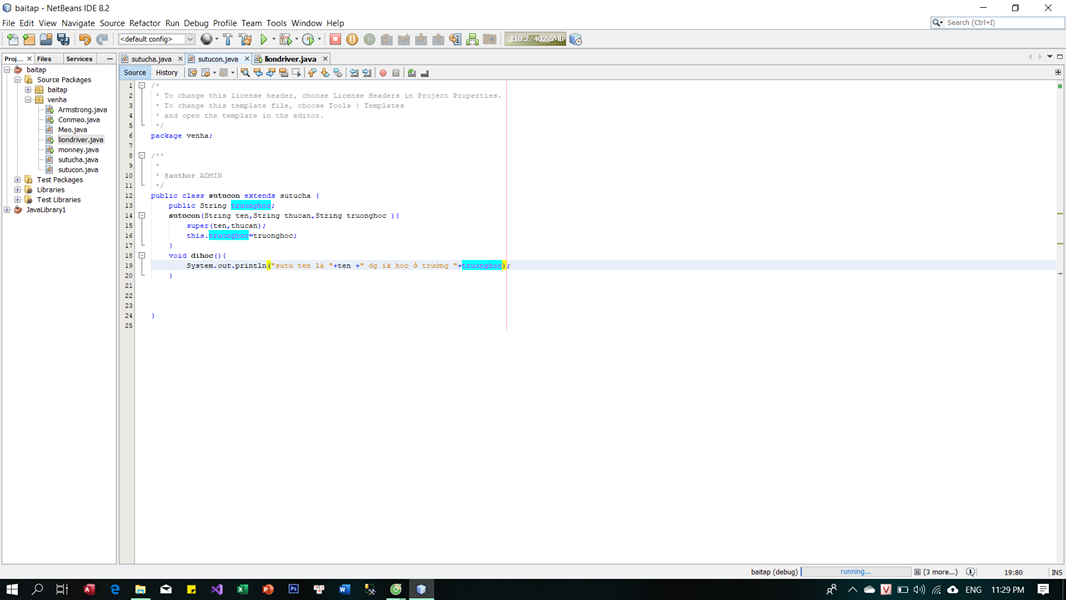 baitap - NetBeans IDE 8.2
File Edit View Navigate Source Refactor Run Debug Profile Team Tools Window Help
Search (Ctrl+I)
<default config>
Proj... Files Services
sutucha.java sutucon.java liondriver.java
Source History
baitap
Source Packages
baitap
venha
Armstrong.java
Conmeo.java
Meo.java
liondriver.java
monney.java
sutucha.java
sutucon.java
Test Packages
Libraries
Test Libraries
JavaLibrary1
1 /*
2 * To change this license header, choose License Headers in Project Properties.
3 * To change this template file, choose Tools | Templates
4 * and open the template in the editor.
5 */
6 package venha;
7
8 /**
9 *
10 * @author ADMIN
11 */
12 public class sutucon extends sutucha {
13 public String truonghoc;
14 sutucon(String ten,String thucan,String truonghoc ){
15 super(ten,thucan);
16 this.truonghoc=truonghoc;
17 }
18 void dihoc(){
19 System.out.println("sutu ten là "+ten +" dg ik hoc ở trường "+truonghoc);
20 }
21
22
23
24 }
25
baitap (debug) running... (3 more...) 19:80 INS
ENG 11:29 PM